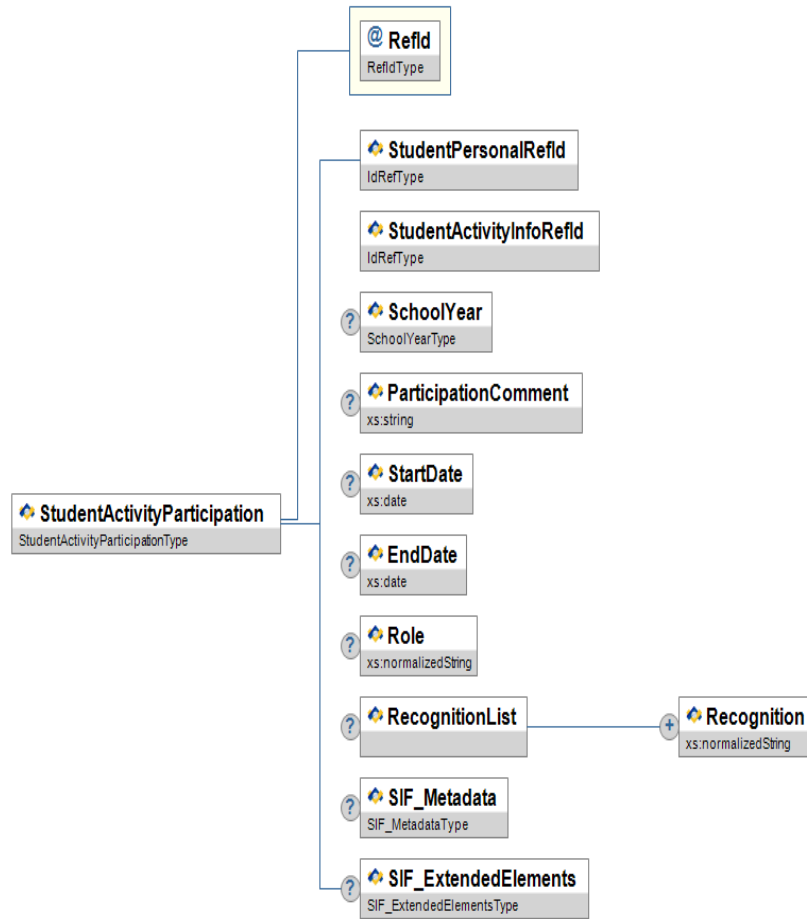 @ RefId
RefIdType
StudentPersonalRefId
IdRefType
StudentActivityInfoRefId
IdRefType
? SchoolYear
SchoolYearType
? ParticipationComment
xs:string
? StartDate
xs:date
StudentActivityParticipation
StudentActivityParticipationType
? EndDate
xs:date
? Role
xs:normalizedString
? RecognitionList
+ Recognition
xs:normalizedString
? SIF_Metadata
SIF_MetadataType
? SIF_ExtendedElements
SIF_ExtendedElementsType